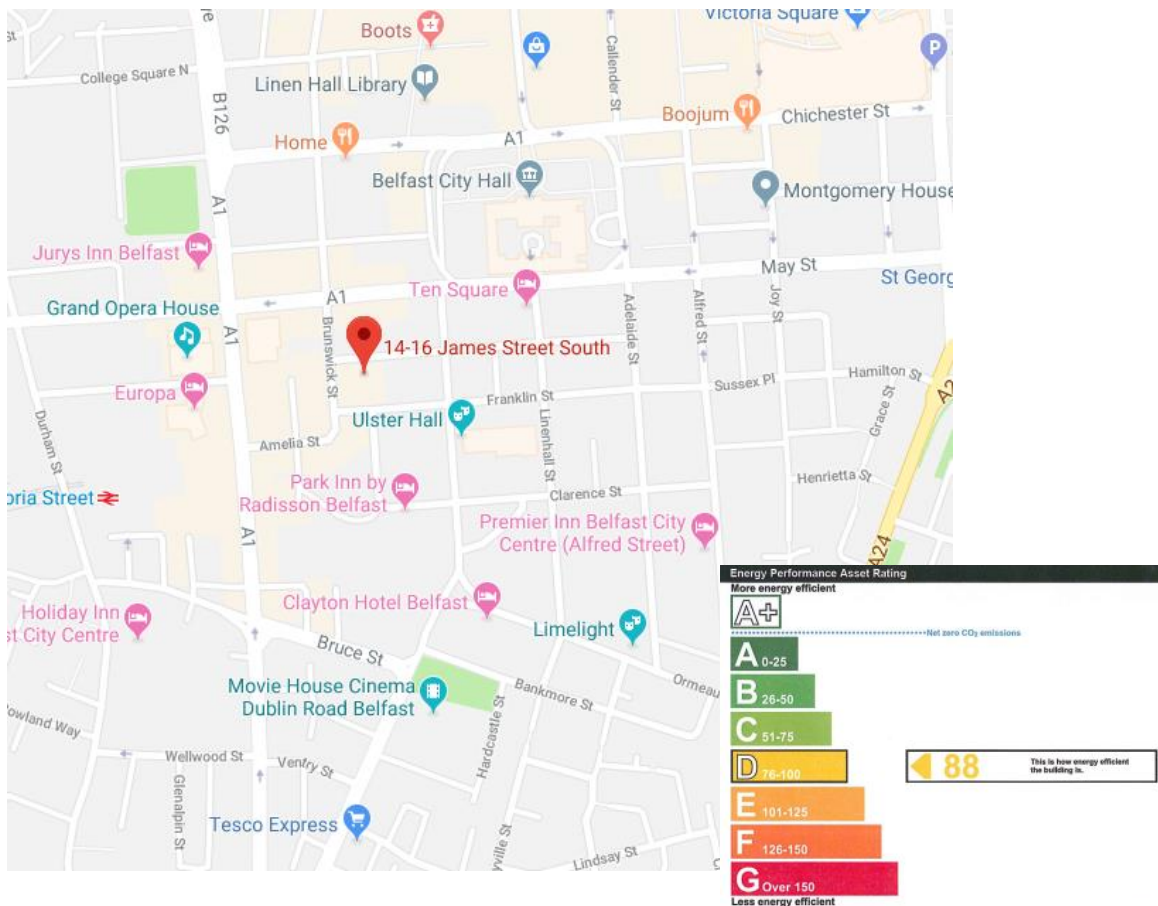 Victoria Square
Boots
St
College Square N
Linen Hall Library
Callender St
P
B126
Boojum
Chichester St
Home
A1
Belfast City Hall
Montgomery House
A1
Jurys Inn Belfast
May St
St Georg
Ten Square
A1
Grand Opera House
A1
Brunswick St
Adelaide St
Alfred St
Joy St
14-16 James Street South
Europa
Sussex Pl
Hamilton St
A2
Franklin St
Grace St
Ulster Hall
Linenhall St
Durham St
Amelia St
Park Inn by
Radisson Belfast
Henrietta St
Clarence St
oria Street
Premier Inn Belfast City
Centre (Alfred Street)
A1
A24
Holiday Inn
st City Centre
Clayton Hotel Belfast
Limelight
Bruce St
Movie House Cinema
Dublin Road Belfast
Bankmore St
Ormeau
Hardcastle St
Rowland Way
Wellwood St
Ventry St
Glenalpin St
Tesco Express
yville St
Lindsay St
Energy Performance Asset Rating
More energy efficient
A+
Net zero CO₂ emissions
A 0-25
B 26-50
C 51-75
D 76-100
88
This is how energy efficient
the building is.
E 101-125
F 126-150
G Over 150
Less energy efficient